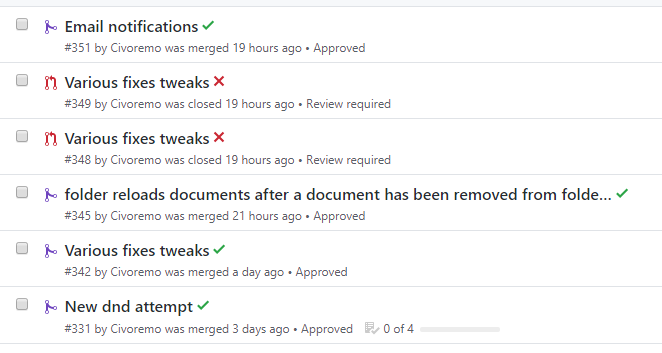 Email notifications
#351 by Civoremo was merged 19 hours ago • Approved
Various fixes tweaks
#349 by Civoremo was closed 19 hours ago • Review required
Various fixes tweaks
#348 by Civoremo was closed 19 hours ago • Review required
folder reloads documents after a document has been removed from folde...
#345 by Civoremo was merged 21 hours ago • Approved
Various fixes tweaks
#342 by Civoremo was merged a day ago • Approved
New dnd attempt
#331 by Civoremo was merged 3 days ago • Approved 0 of 4